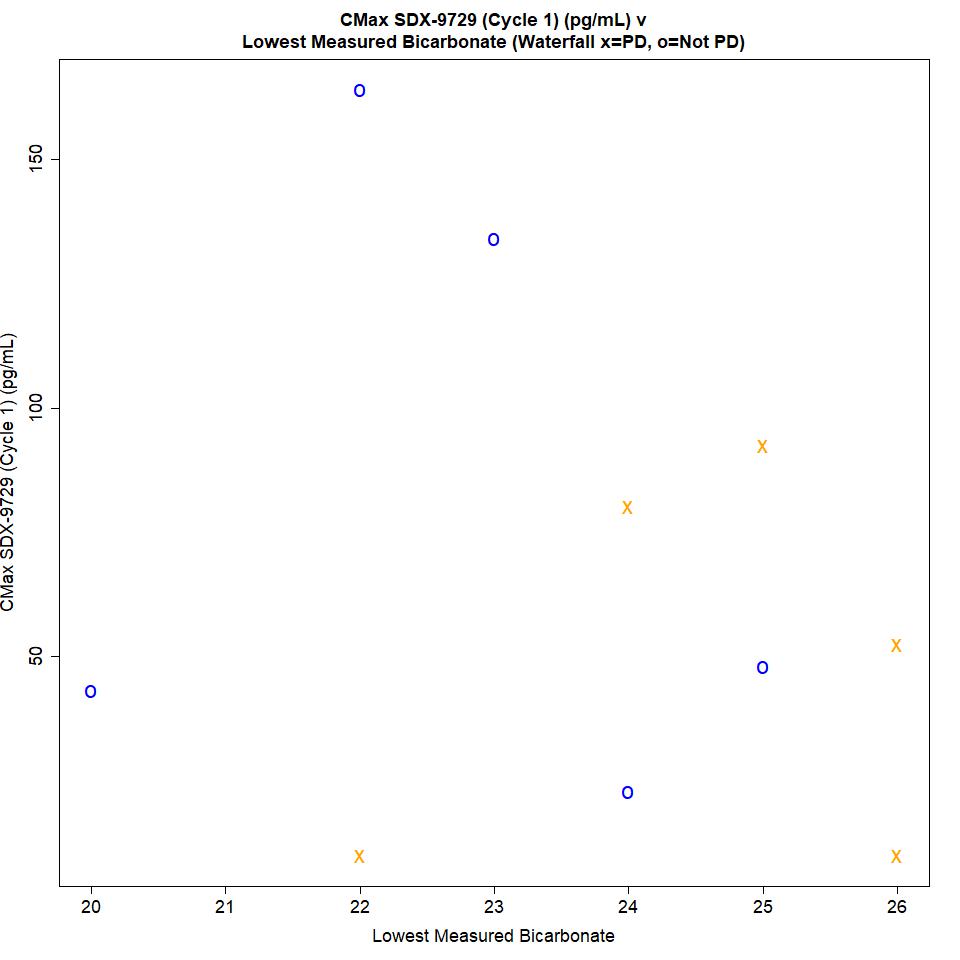 CMax SDX-9729 (Cycle 1) (pg/mL) v
Lowest Measured Bicarbonate (Waterfall x=PD, o=Not PD)
CMax SDX-9729 (Cycle 1) (pg/mL)
150
100
50
o
o
x
x
x
o
o
o
x
x
20 21 22 23 24 25 26
Lowest Measured Bicarbonate